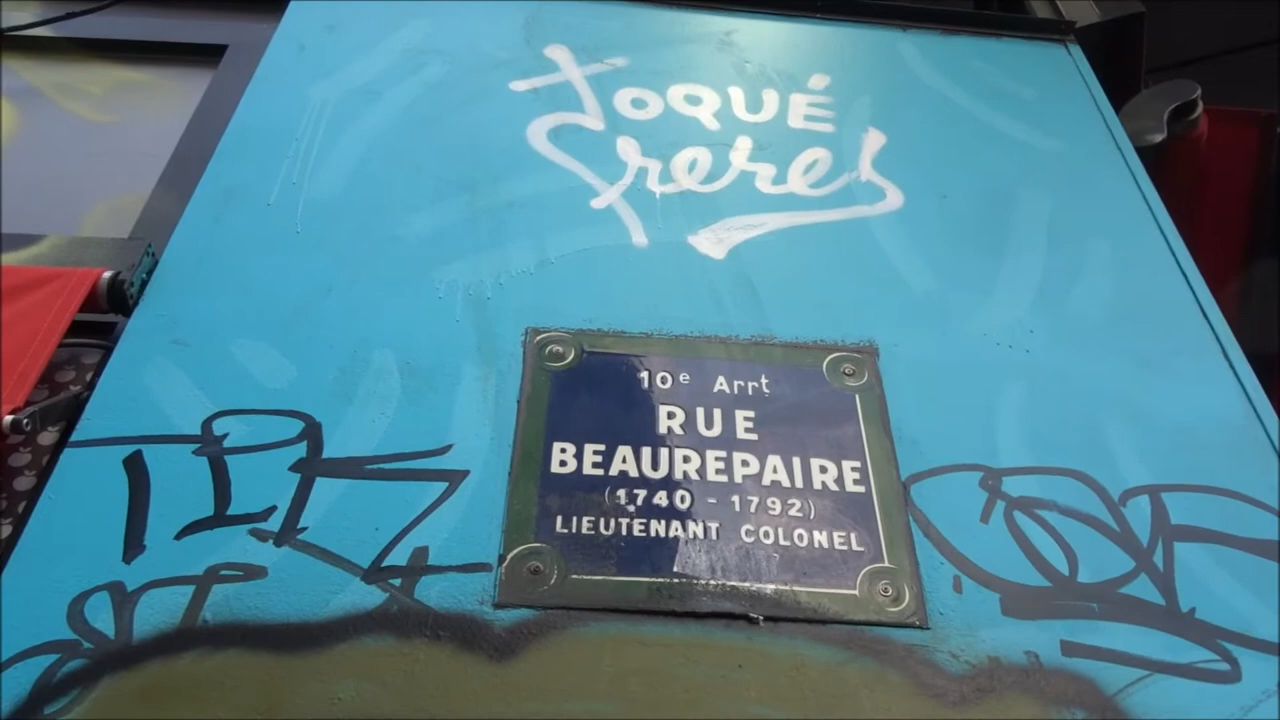 TOQUÉ
Freres
10e Arrt
RUE
BEAUREPAIRE
(1740 - 1792)
LIEUTENANT COLONEL